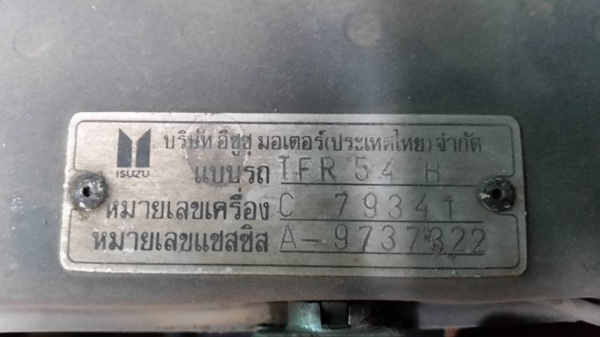 บริษัท อีซูซุ มอเตอร์(ประเทศไทย)จำกัด
ISUZU
แบบรถ TFR 54 H
หมายเลขเครื่อง C 79341
หมายเลขแชสซิส A-9737822